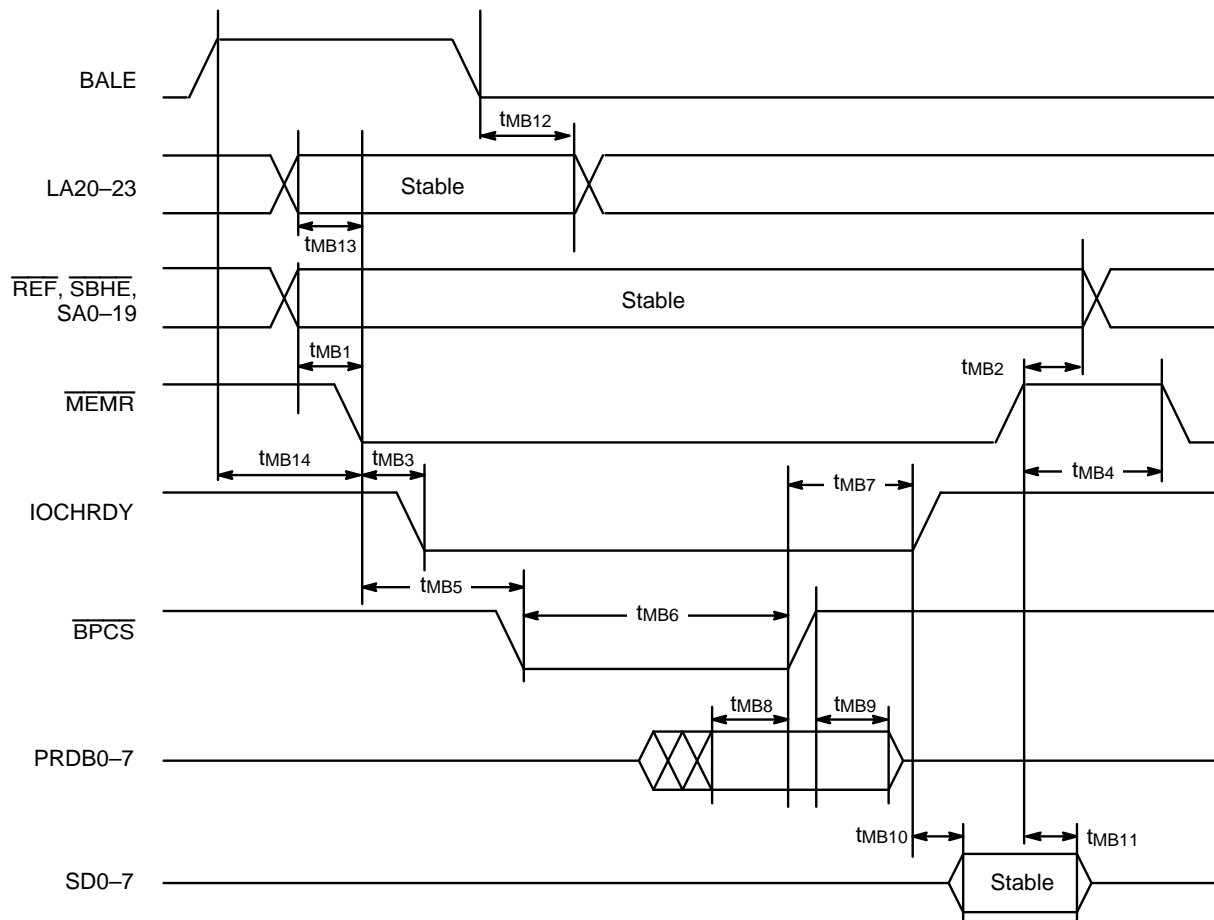 BALE
tMB12
LA20–23
Stable
tMB13
REF, SBHE,
SA0–19
Stable
tMB1
tMB2
MEMR
tMB14
tMB3
tMB4
tMB7
IOCHRDY
tMB5
tMB6
BPCS
tMB8
tMB9
PRDB0–7
tMB10
tMB11
SD0–7
Stable